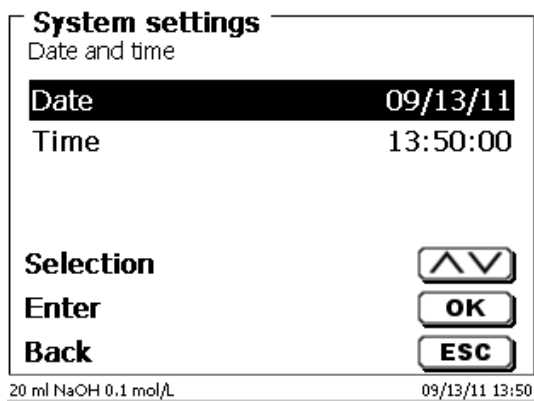 System settings
Date and time
Date 09/13/11
Time 13:50:00
Selection
Enter OK
Back ESC
20 ml NaOH 0.1 mol/L 09/13/11 13:50